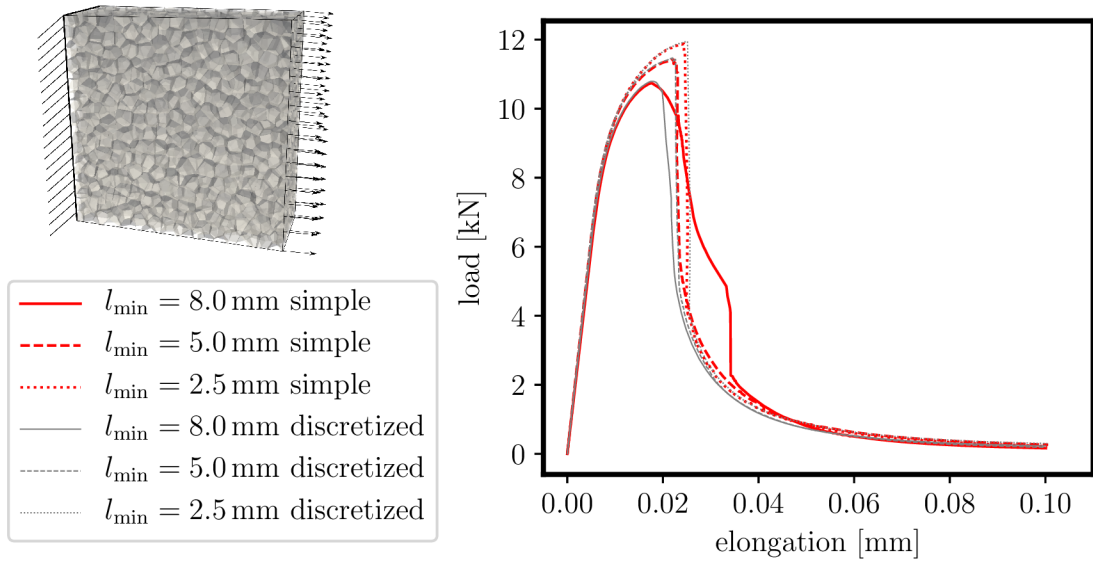 l_min = 8.0 mm simple
l_min = 5.0 mm simple
l_min = 2.5 mm simple
l_min = 8.0 mm discretized
l_min = 5.0 mm discretized
l_min = 2.5 mm discretized
load [kN]
12
10
8
6
4
2
0
0.00 0.02 0.04 0.06 0.08 0.10
elongation [mm]